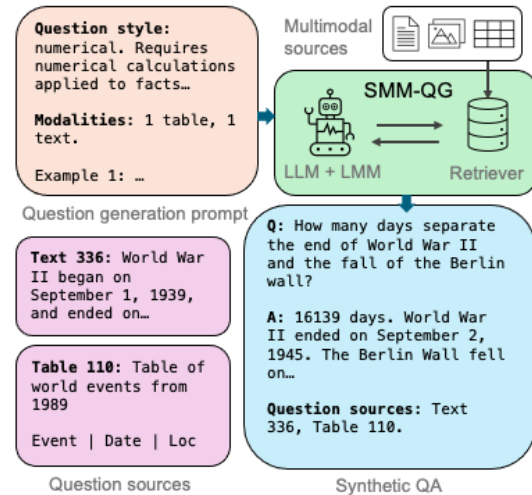 Question style:
numerical. Requires
numerical calculations
applied to facts…
Modalities: 1 table, 1
text.
Example 1: …
Question generation prompt
Multimodal
sources
SMM-QG
LLM + LMM
Retriever
Text 336: World War
II began on
September 1, 1939,
and ended on…
Table 110: Table of
world events from
1989
Event | Date | Loc
Question sources
Q: How many days separate
the end of World War II
and the fall of the Berlin
wall?
A: 16139 days. World War
II ended on September 2,
1945. The Berlin Wall fell
on…
Question sources: Text
336, Table 110.
Synthetic QA